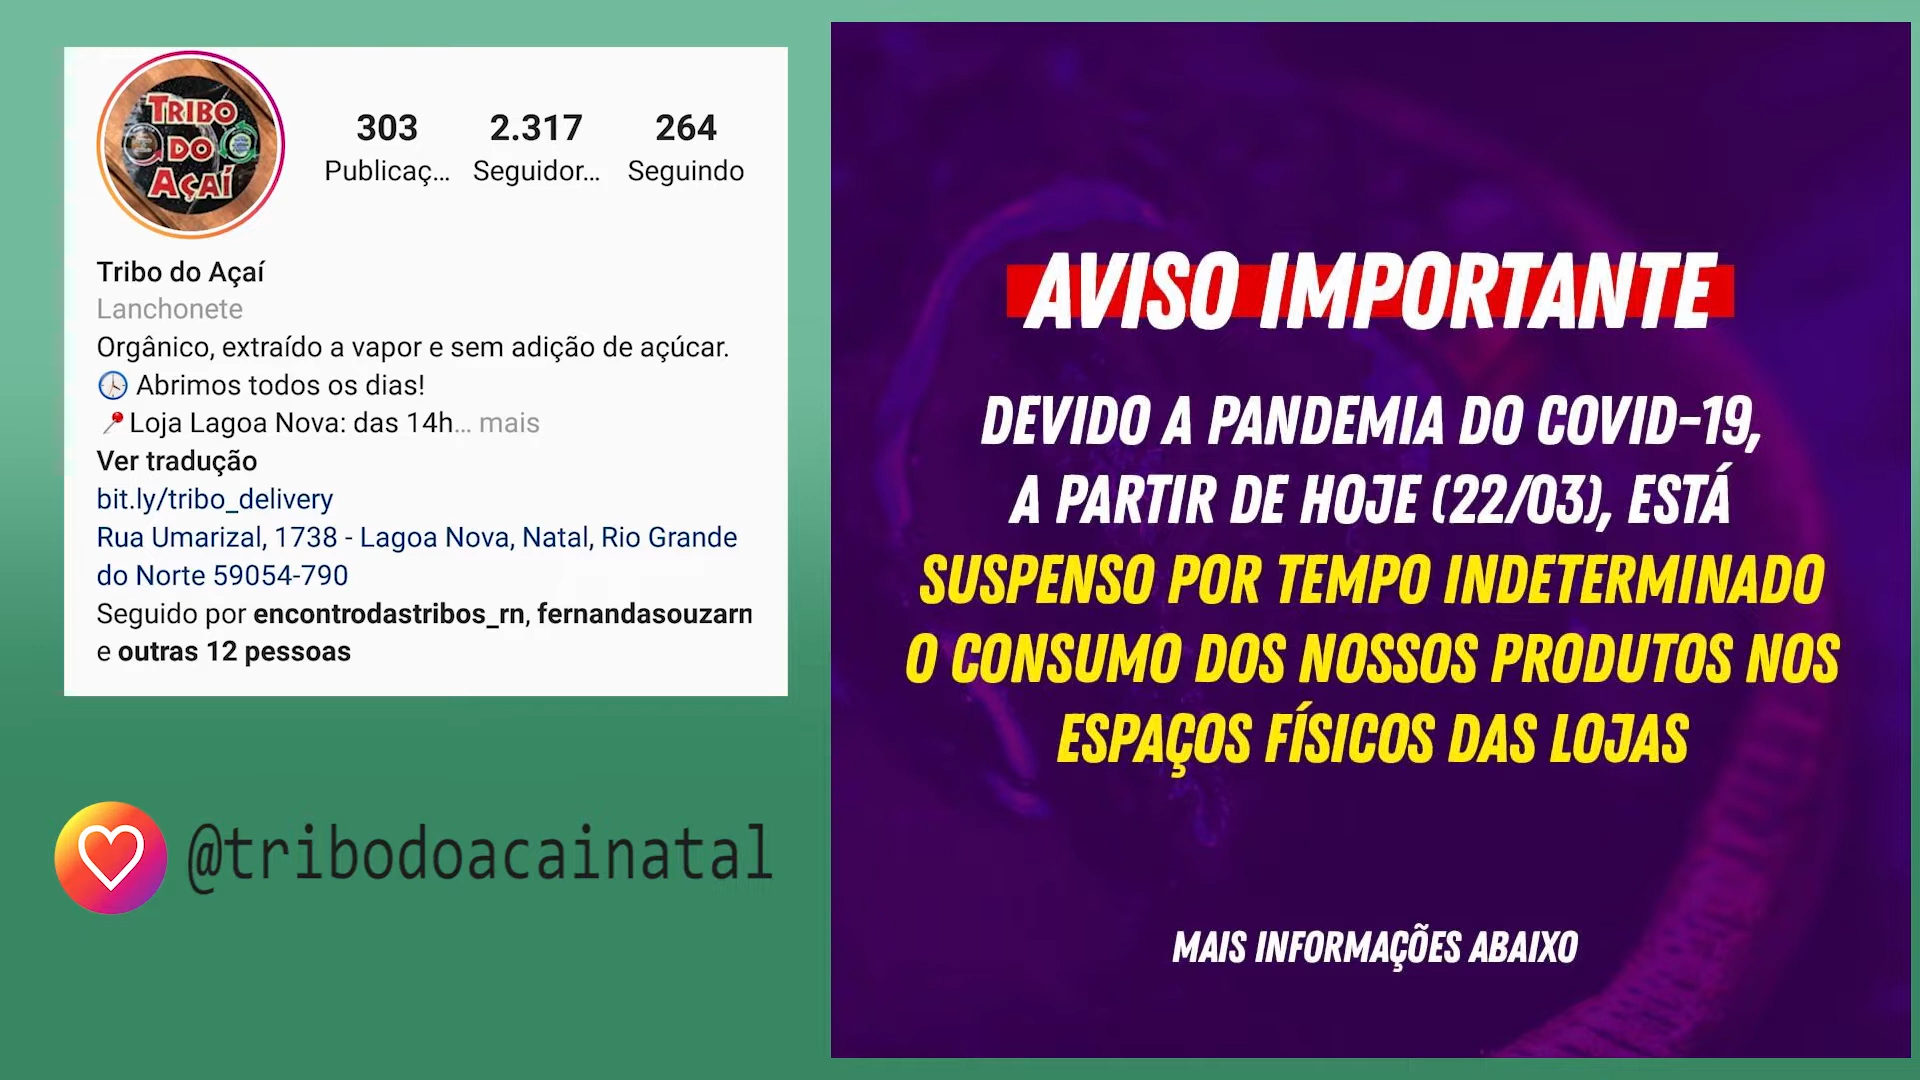 TRIBO
DO
AÇAÍ
303
2.317
264
Publicaç...
Seguidor...
Seguindo
Tribo do Açaí
Lanchonete
Orgânico, extraído a vapor e sem adição de açúcar.
Abrimos todos os dias!
Loja Lagoa Nova: das 14h... mais
Ver tradução
bit.ly/tribo_delivery
Rua Umarizal, 1738 - Lagoa Nova, Natal, Rio Grande
do Norte 59054-790
Seguido por encontrodastribos_rn, fernandasouzarn
e outras 12 pessoas
@tribodoacainatal
AVISO IMPORTANTE
DEVIDO A PANDEMIA DO COVID-19,
A PARTIR DE HOJE (22/03), ESTÁ
SUSPENSO POR TEMPO INDETERMINADO
O CONSUMO DOS NOSSOS PRODUTOS NOS
ESPAÇOS FÍSICOS DAS LOJAS
MAIS INFORMAÇÕES ABAIXO